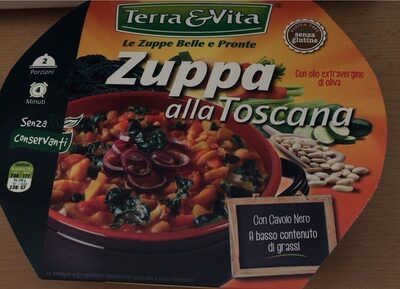 Terra & Vita
Le Zuppe Belle e Pronte
senza
glutine
Zuppa
alla Toscana
Con olio extravergine
di oliva
2
Porzioni
4
Minuti
Senza
Conservanti
Con Cavolo Nero
A basso contenuto
di grassi